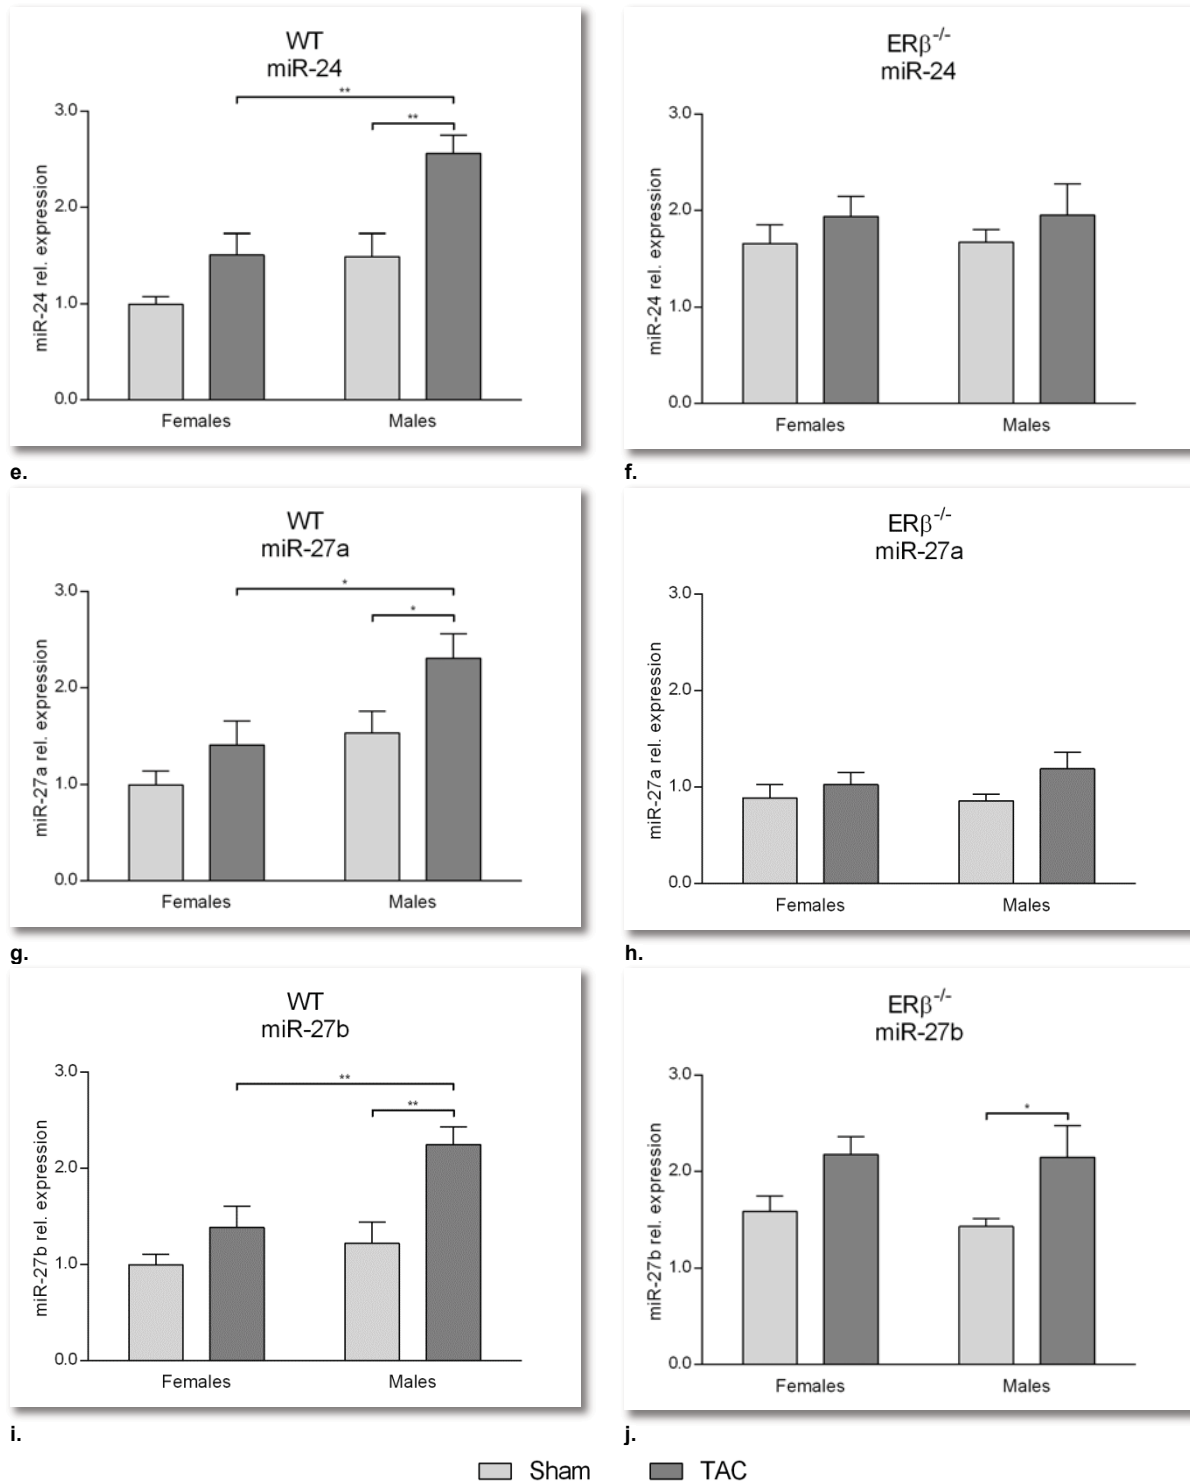 WT
miR-24
**
**
miR-24 rel. expression
3.0
2.0
1.0
0.0
Females
Males
e.
ERβ-/-
miR-24
miR-24 rel. expression
3.0
2.0
1.0
0.0
Females
Males
f.
WT
miR-27a
*
*
miR-27a rel. expression
3.0
2.0
1.0
0.0
Females
Males
g.
ERβ-/-
miR-27a
miR-27a rel. expression
3.0
2.0
1.0
0.0
Females
Males
h.
WT
miR-27b
**
**
miR-27b rel. expression
3.0
2.0
1.0
0.0
Females
Males
i.
ERβ-/-
miR-27b
*
miR-27b rel. expression
3.0
2.0
1.0
0.0
Females
Males
j.
Sham
TAC